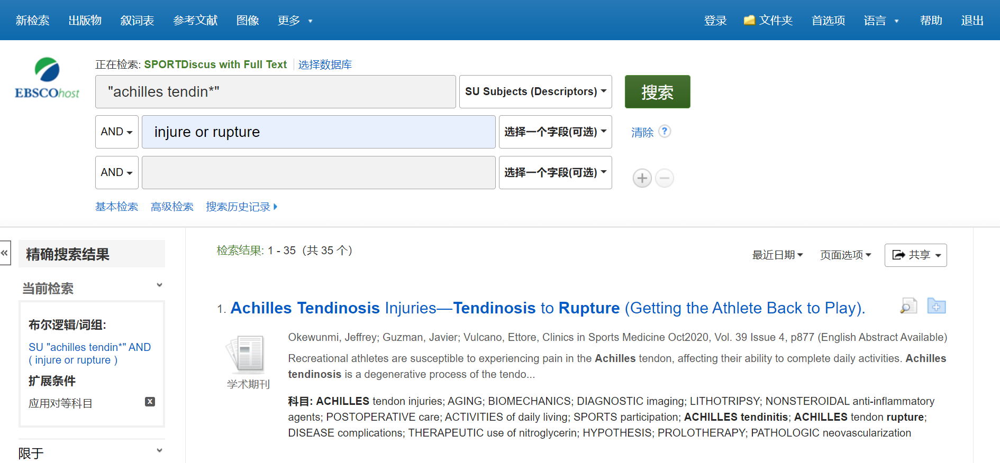 新检索 出版物 叙词表 参考文献 图像 更多 登录 文件夹 首选项 语言 帮助 退出
EBSCOhost
正在检索: SPORTDiscus with Full Text 选择数据库
"achilles tendin*" SU Subjects (Descriptors) 搜索
AND injure or rupture 选择一个字段(可选) 清除 ?
AND 选择一个字段(可选)
基本检索 高级检索 搜索历史记录
«
精确搜索结果
当前检索
布尔逻辑/词组:
SU "achilles tendin*" AND
( injure or rupture )
扩展条件
应用对等科目 x
限于
检索结果: 1 - 35（共 35 个）
最近日期 页面选项 共享
1. Achilles Tendinosis Injuries—Tendinosis to Rupture (Getting the Athlete Back to Play).
学术期刊
Okewunmi, Jeffrey; Guzman, Javier; Vulcano, Ettore, Clinics in Sports Medicine Oct2020, Vol. 39 Issue 4, p877 (English Abstract Available)
Recreational athletes are susceptible to experiencing pain in the Achilles tendon, affecting their ability to complete daily activities. Achilles
tendinosis is a degenerative process of the tendo...
科目: ACHILLES tendon injuries; AGING; BIOMECHANICS; DIAGNOSTIC imaging; LITHOTRIPSY; NONSTEROIDAL anti-inflammatory
agents; POSTOPERATIVE care; ACTIVITIES of daily living; SPORTS participation; ACHILLES tendinitis; ACHILLES tendon rupture;
DISEASE complications; THERAPEUTIC use of nitroglycerin; HYPOTHESIS; PROLOTHERAPY; PATHOLOGIC neovascularization